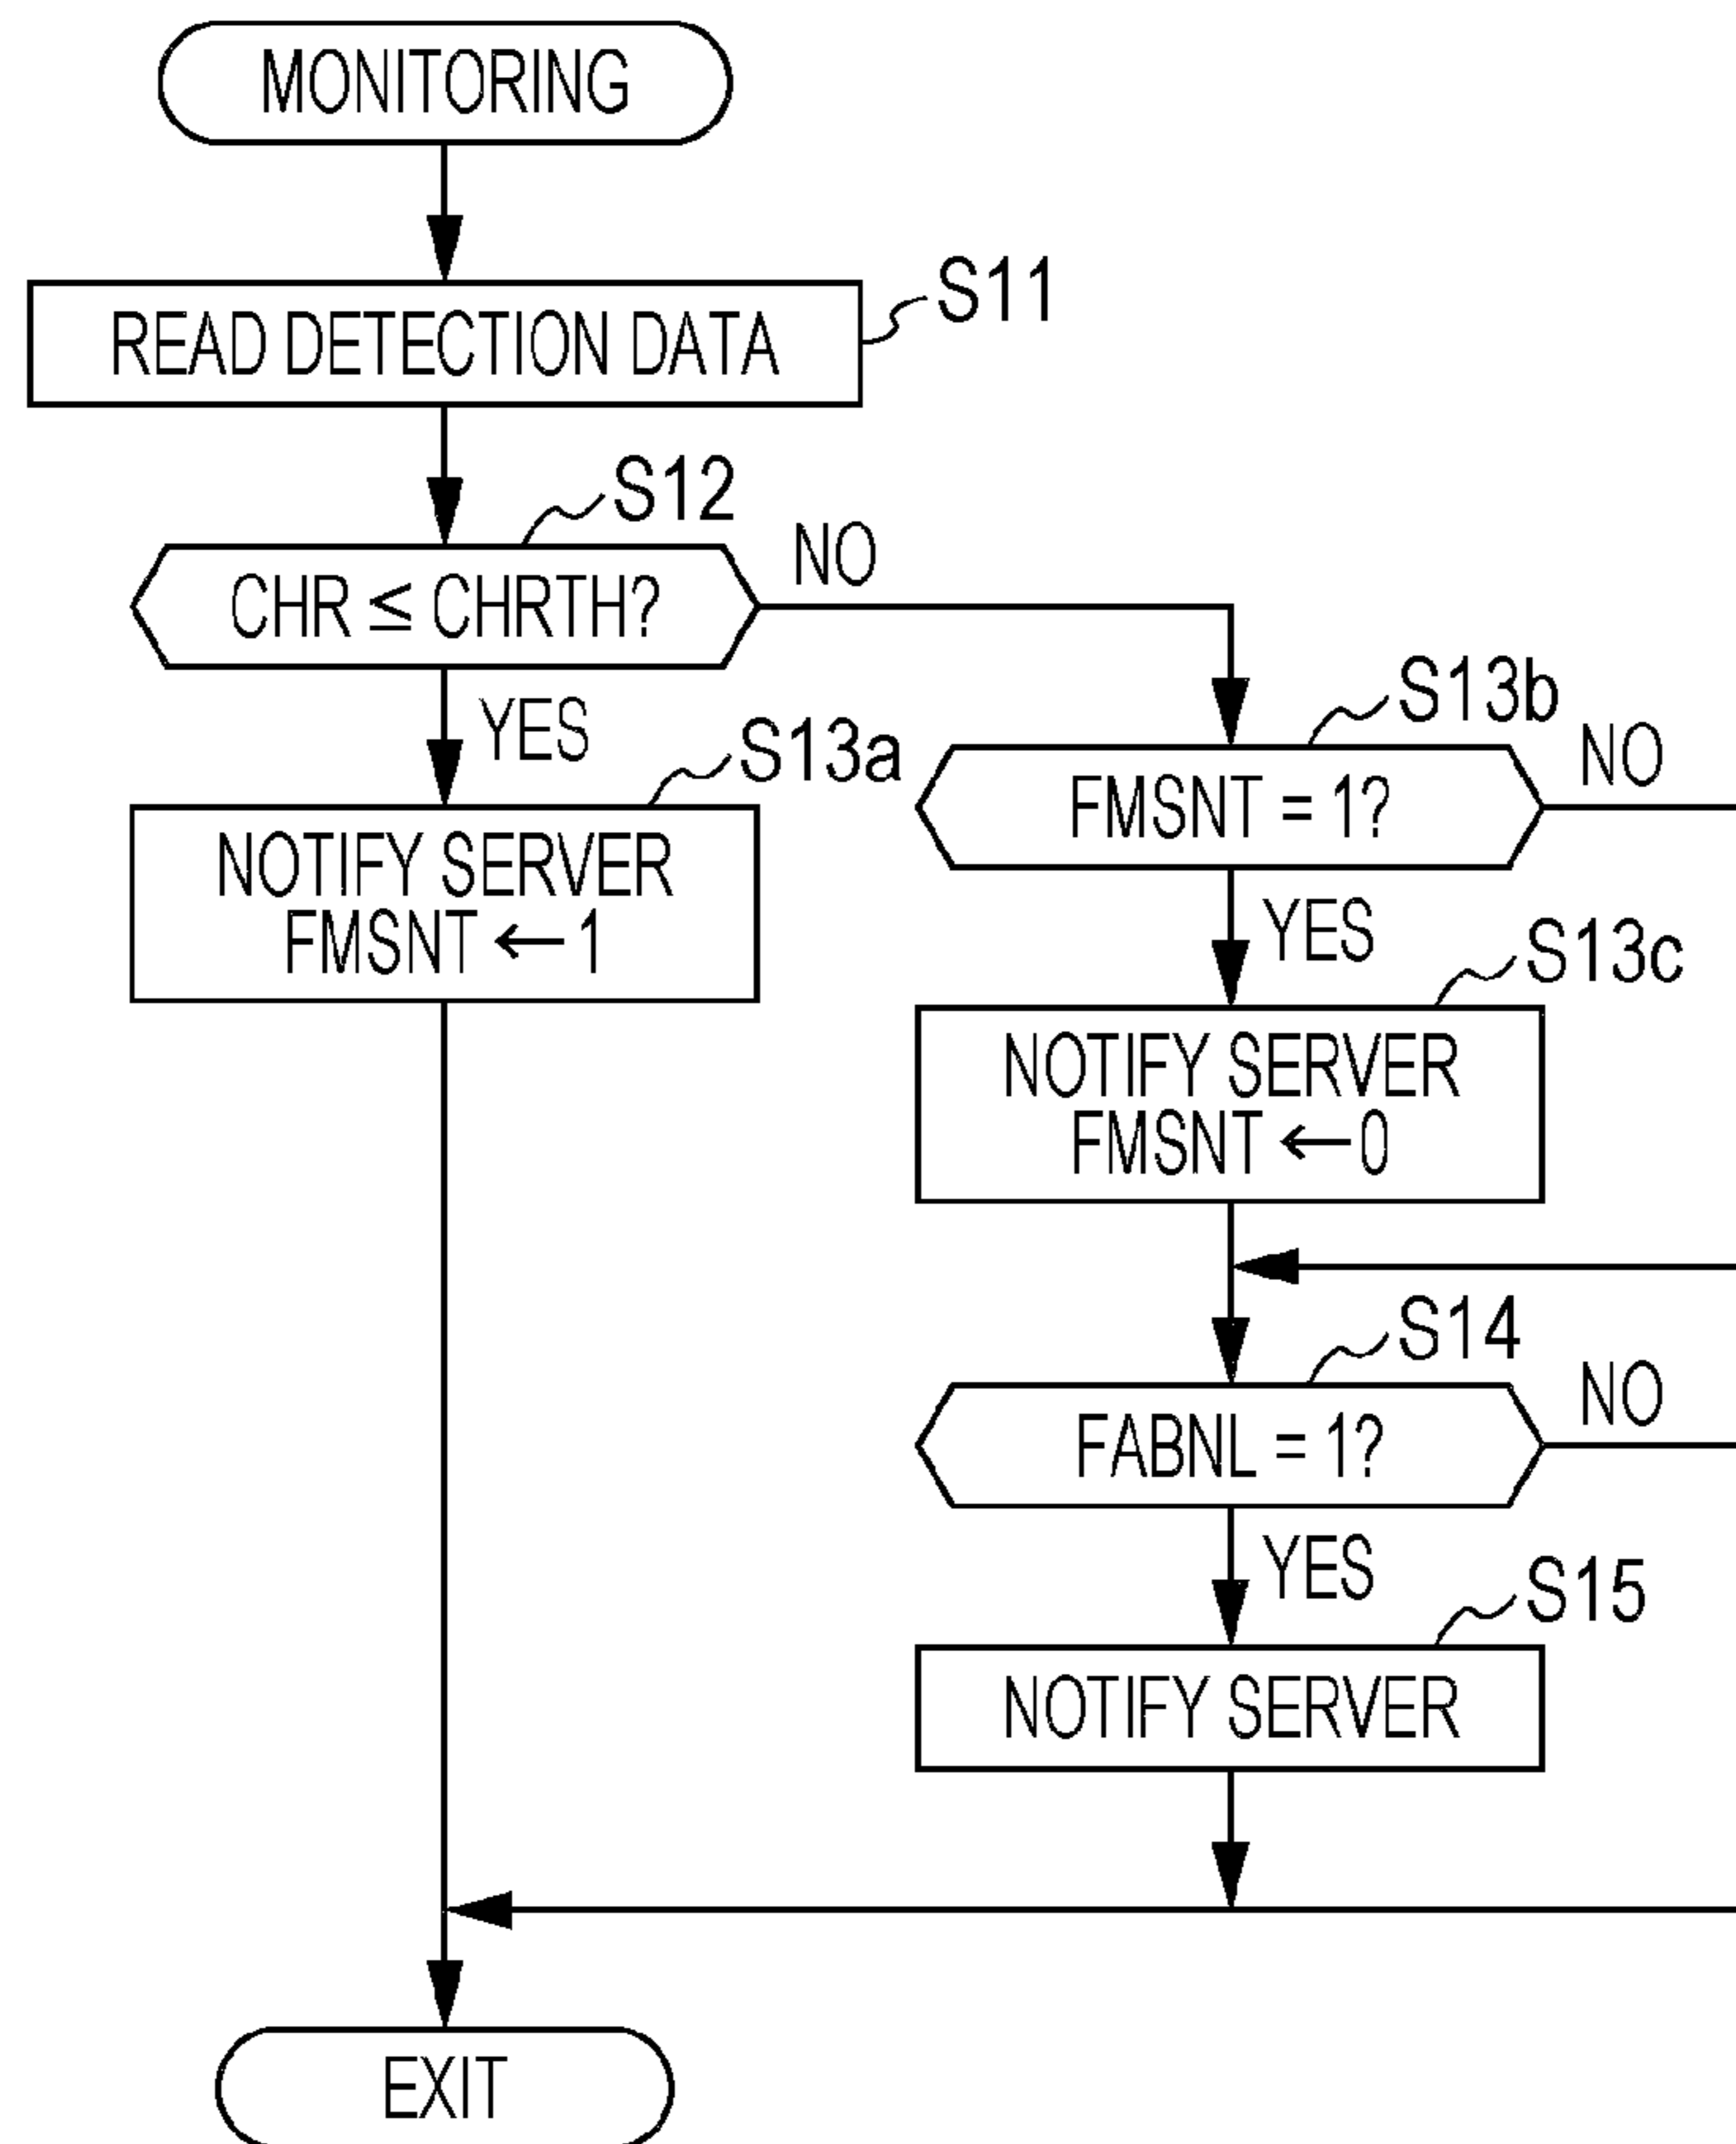 MONITORING
READ DETECTION DATA
S11
S12
CHR ≤ CHRTH?
NO
YES
S13a
NOTIFY SERVER
FMSNT ← 1
S13b
FMSNT = 1?
NO
YES
S13c
NOTIFY SERVER
FMSNT ← 0
S14
FABNL = 1?
NO
YES
S15
NOTIFY SERVER
EXIT